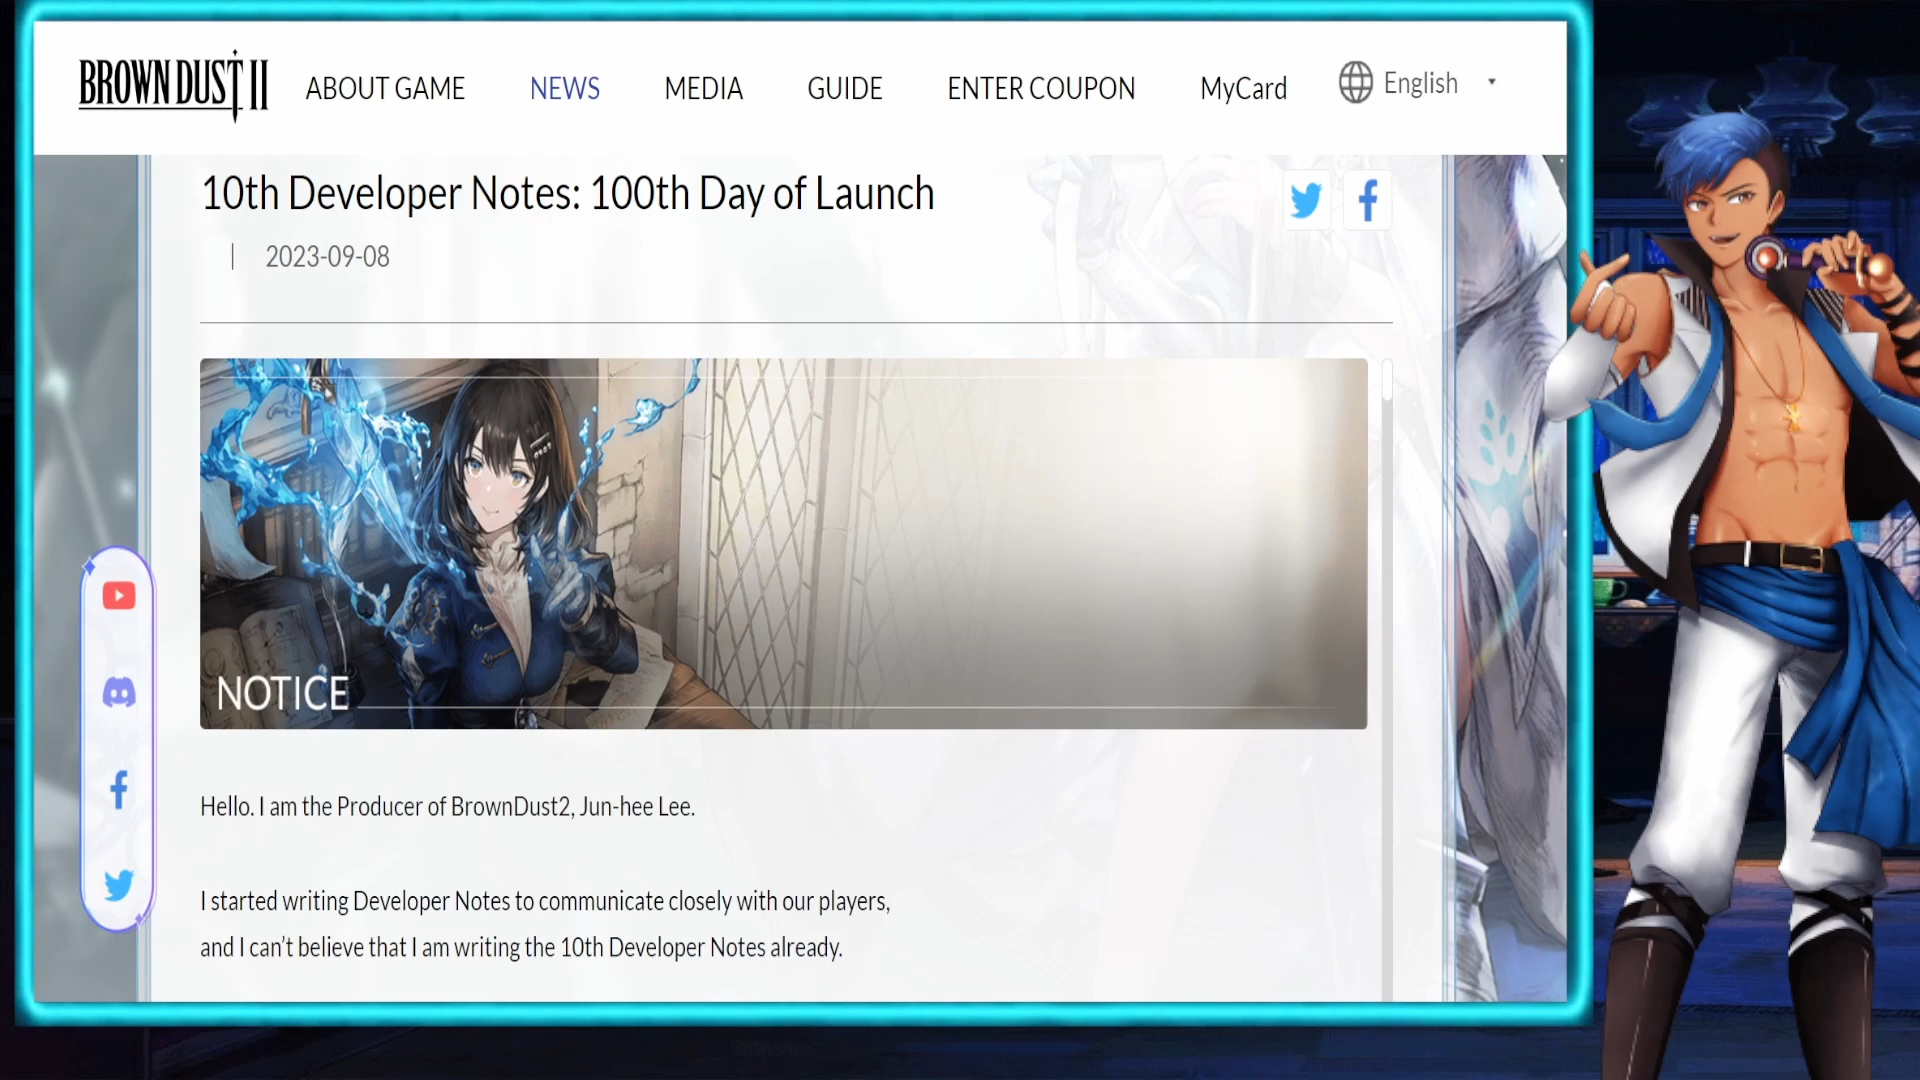 BROWN DUST II
ABOUT GAME
NEWS
MEDIA
GUIDE
ENTER COUPON
MyCard
English
10th Developer Notes: 100th Day of Launch
2023-09-08
NOTICE
Hello. I am the Producer of BrownDust2, Jun-hee Lee.
I started writing Developer Notes to communicate closely with our players,
and I can’t believe that I am writing the 10th Developer Notes already.